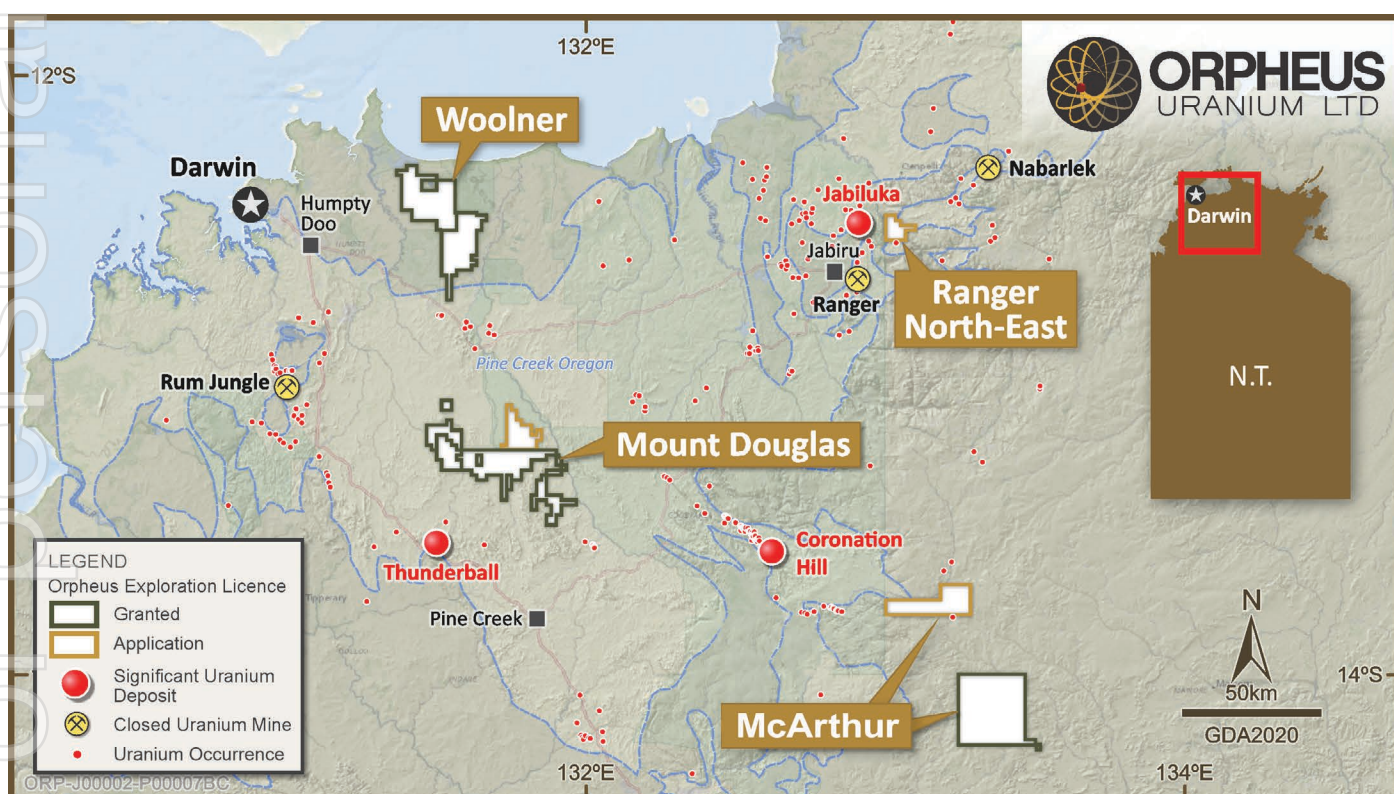 132ºE
12ºS
ORPHEUS
URANIUM LTD
Woolner
Darwin
Humpty
Doo
Nabarlek
Jabiluka
Jabiru
Ranger
Ranger
North-East
Darwin
N.T.
Pine Creek Oregon
Rum Jungle
Mount Douglas
Thunderball
Coronation
Hill
Pine Creek
McArthur
LEGEND
Orpheus Exploration Licence
Granted
Application
Significant Uranium
Deposit
Closed Uranium Mine
Uranium Occurrence
N
50km
GDA2020
14ºS
132ºE
134ºE
ORP-J00002-P00007BC